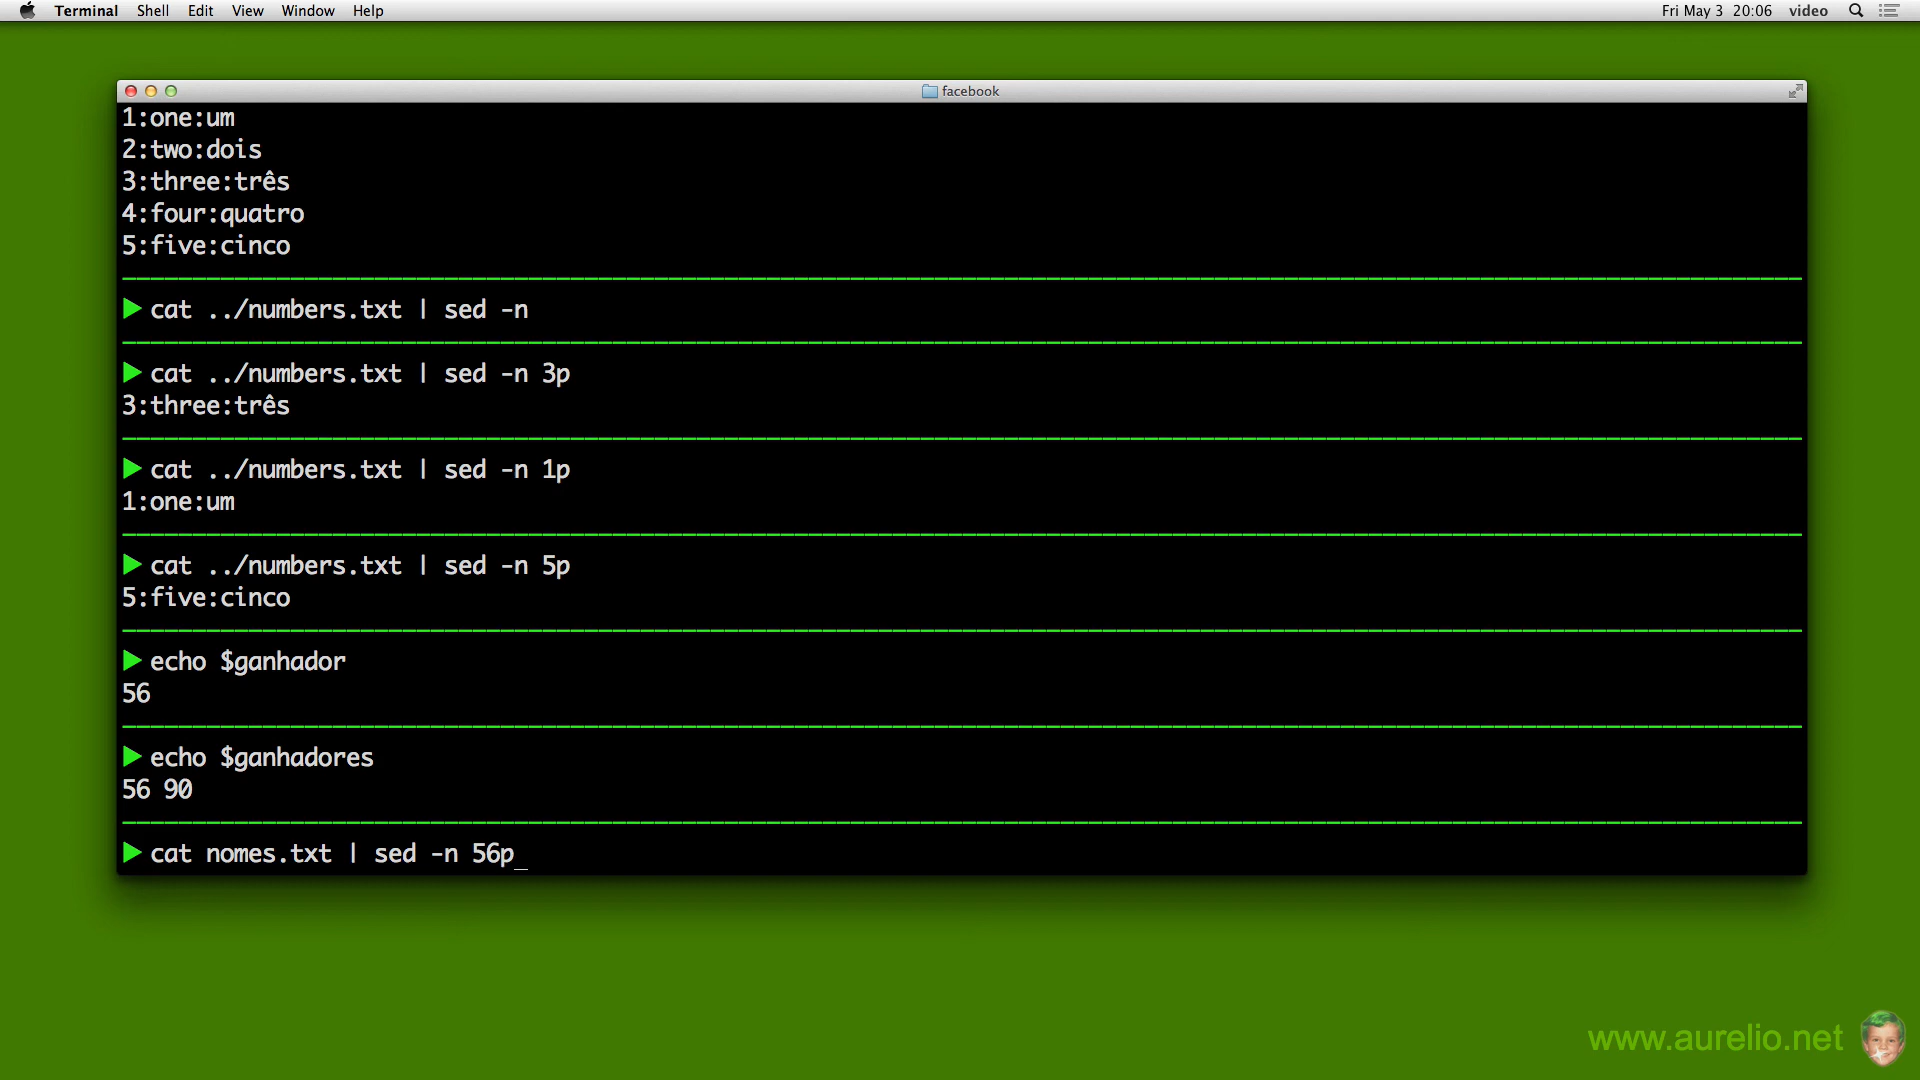 Terminal Shell Edit View Window Help Fri May 3 20:06 video
facebook
1:one:um
2:two:dois
3:three:três
4:four:quatro
5:five:cinco
cat ../numbers.txt | sed -n
cat ../numbers.txt | sed -n 3p
3:three:três
cat ../numbers.txt | sed -n 1p
1:one:um
cat ../numbers.txt | sed -n 5p
5:five:cinco
echo $ganhador
56
echo $ganhadores
56 90
cat nomes.txt | sed -n 56p_
www.aurelio.net